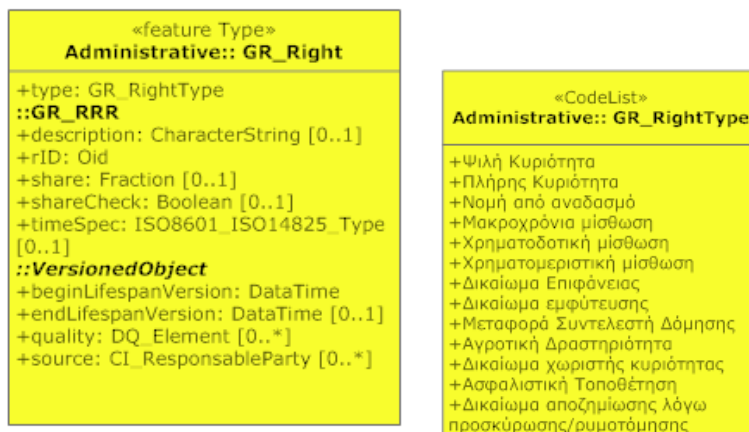 «feature Type»
Administrative:: GR_Right
+type: GR_RightType
::GR_RRR
+description: CharacterString [0..1]
+rID: Oid
+share: Fraction [0..1]
+shareCheck: Boolean [0..1]
+timeSpec: ISO8601_ISO14825_Type
[0..1]
::VersionedObject
+beginLifespanVersion: DataTime
+endLifespanVersion: DataTime [0..1]
+quality: DQ_Element [0..*]
+source: CI_ResponsableParty [0..*]
«CodeList»
Administrative:: GR_RightType
+Ψιλή Κυριότητα
+Πλήρης Κυριότητα
+Νομή από αναδασμό
+Μακροχρόνια μίσθωση
+Χρηματοδοτική μίσθωση
+Χρηματομεριστική μίσθωση
+Δικαίωμα Επιφάνειας
+Δικαίωμα εμφύτευσης
+Μεταφορά Συντελεστή Δόμησης
+Αγροτική Δραστηριότητα
+Δικαίωμα χωριστής κυριότητας
+Ασφαλιστική Τοποθέτηση
+Δικαίωμα αποζημίωσης λόγω
προσκύρωσης/ρυμοτόμησης